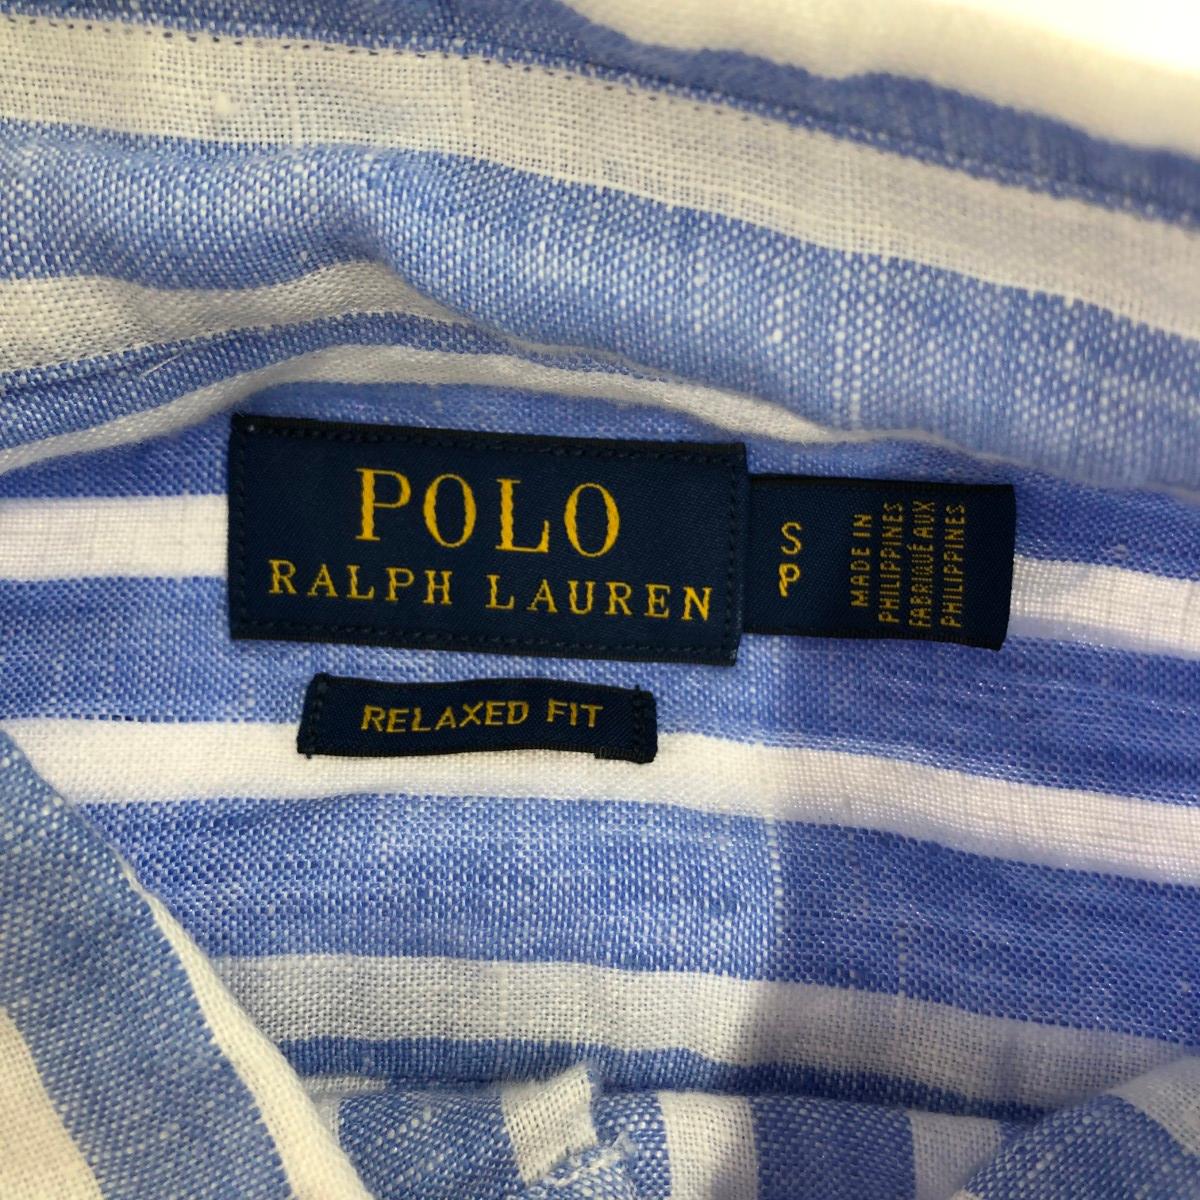 POLO
RALPH LAUREN
S
P
MADE IN
PHILIPPINES
FABRIQUÉ AUX
PHILIPPINES
RELAXED FIT